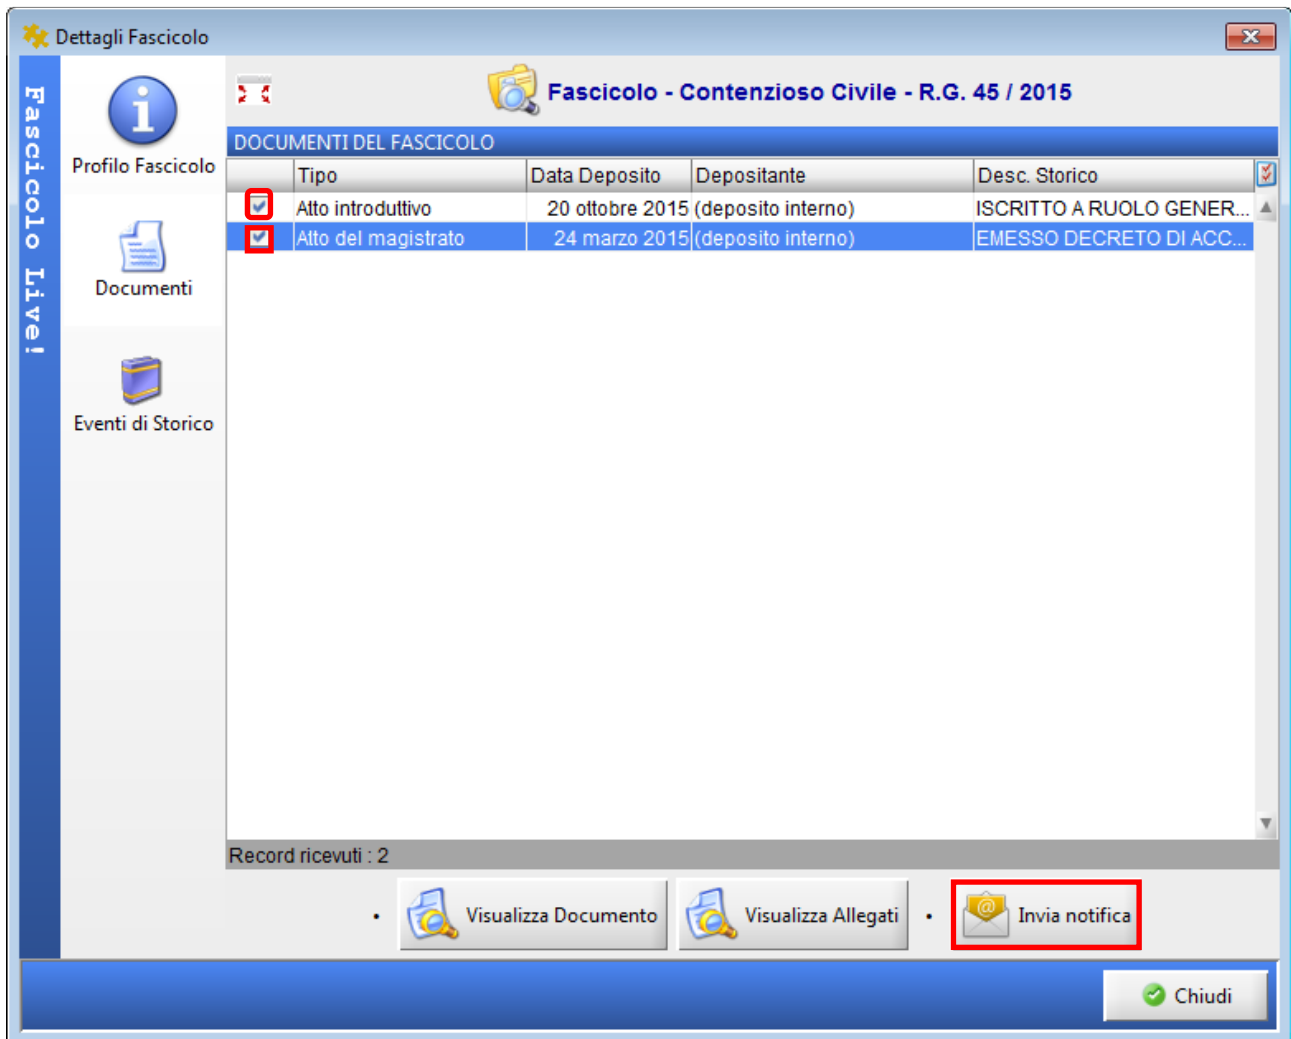 Dettagli Fascicolo
Fascicolo Live!
Profilo Fascicolo
Documenti
Eventi di Storico
Fascicolo - Contenzioso Civile - R.G. 45 / 2015
DOCUMENTI DEL FASCICOLO
Tipo Data Deposito Depositante Desc. Storico
Atto introduttivo 20 ottobre 2015 (deposito interno) ISCRITTO A RUOLO GENER...
Atto del magistrato 24 marzo 2015 (deposito interno) EMESSO DECRETO DI ACC...
Record ricevuti : 2
• Visualizza Documento Visualizza Allegati • Invia notifica
Chiudi